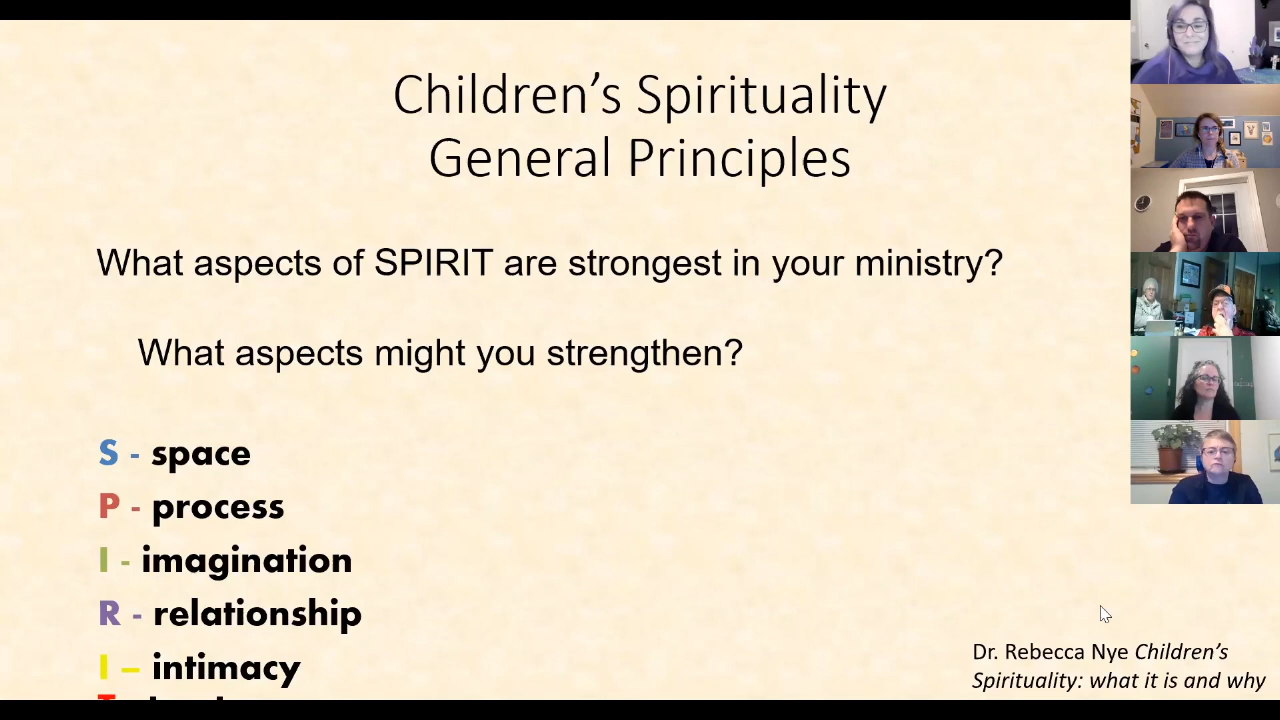 Children’s Spirituality
General Principles
What aspects of SPIRIT are strongest in your ministry?
What aspects might you strengthen?
S - space
P - process
I - imagination
R - relationship
I – intimacy
Dr. Rebecca Nye Children’s
Spirituality: what it is and why